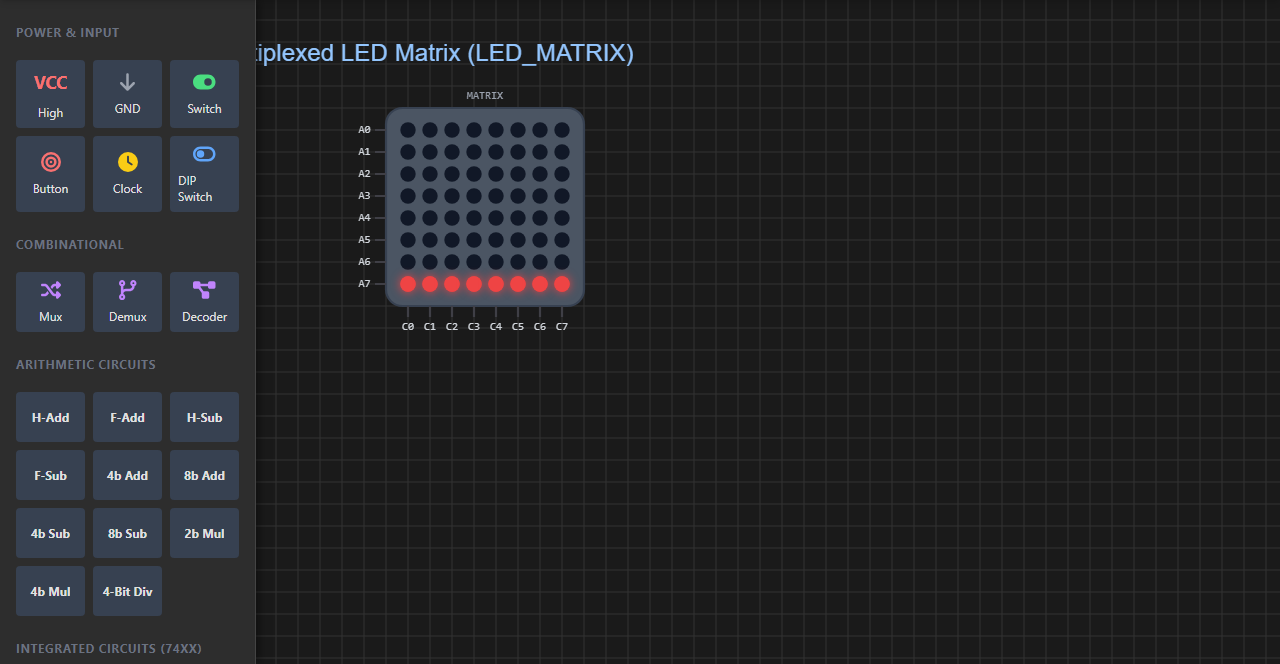 POWER & INPUT
VCC
High
GND
Switch
Button
Clock
DIP
Switch
COMBINATIONAL
Mux
Demux
Decoder
ARITHMETIC CIRCUITS
H-Add
F-Add
H-Sub
F-Sub
4b Add
8b Add
4b Sub
8b Sub
2b Mul
4b Mul
4-Bit Div
INTEGRATED CIRCUITS (74XX)
tiplexed LED Matrix (LED_MATRIX)
MATRIX
A0
A1
A2
A3
A4
A5
A6
A7
C0 C1 C2 C3 C4 C5 C6 C7